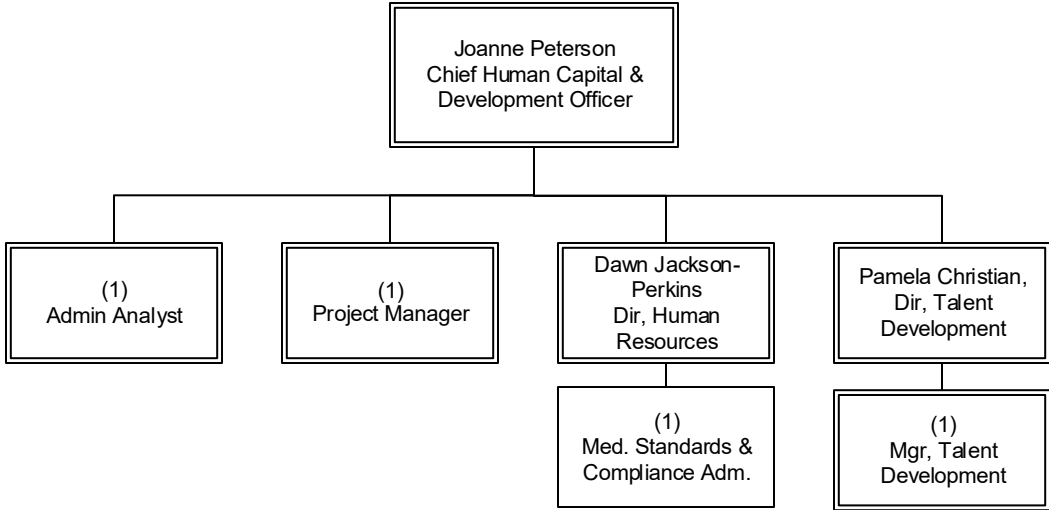 Joanne Peterson
Chief Human Capital &
Development Officer
(1)
Admin Analyst
(1)
Project Manager
Dawn Jackson-
Perkins
Dir, Human
Resources
Pamela Christian,
Dir, Talent
Development
(1)
Med. Standards &
Compliance Adm.
(1)
Mgr, Talent
Development